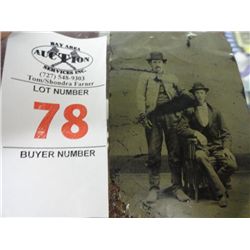 BAY AREA
AUCTION
SERVICES INC.
(727) 548-9303
Tom/Shondra Farner
LOT NUMBER
78
BUYER NUMBER